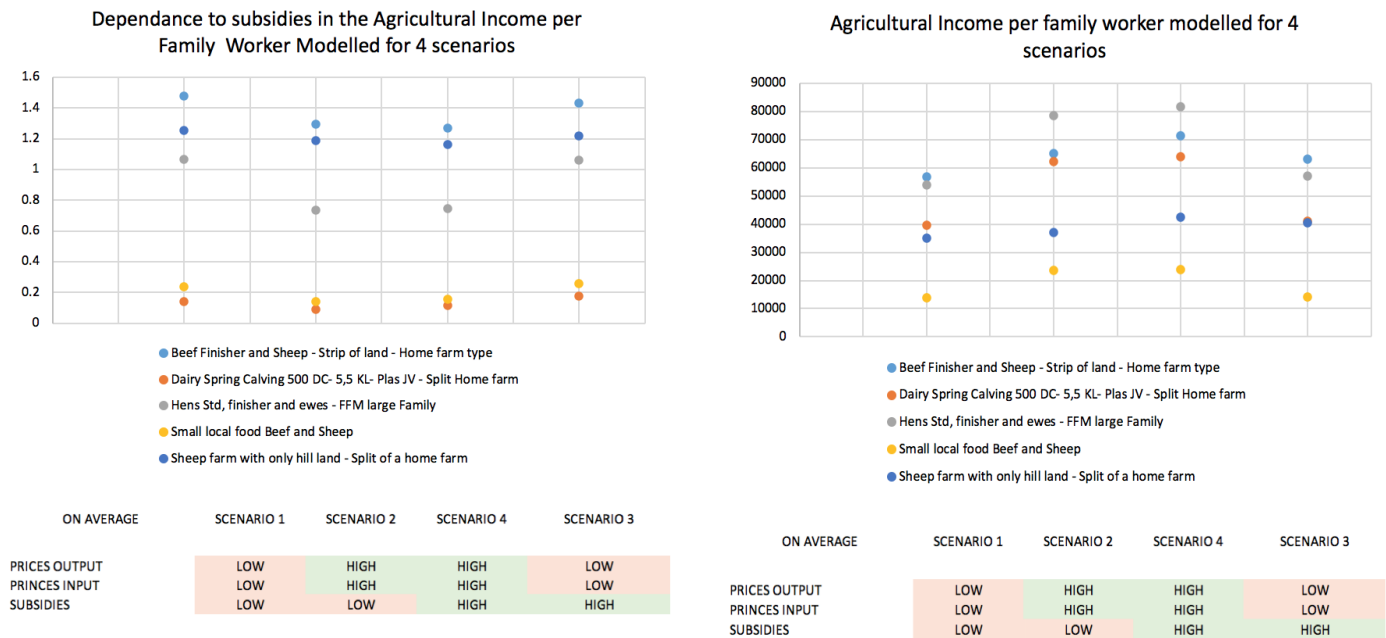 Dependance to subsidies in the Agricultural Income per
Family Worker Modelled for 4 scenarios
1.6
1.4
1.2
1
0.8
0.6
0.4
0.2
0
Beef Finisher and Sheep - Strip of land - Home farm type
Dairy Spring Calving 500 DC- 5,5 KL- Plas JV - Split Home farm
Hens Std, finisher and ewes - FFM large Family
Small local food Beef and Sheep
Sheep farm with only hill land - Split of a home farm
ON AVERAGE SCENARIO 1 SCENARIO 2 SCENARIO 4 SCENARIO 3
PRICES OUTPUT LOW HIGH HIGH LOW
PRINCES INPUT LOW HIGH HIGH LOW
SUBSIDIES LOW LOW HIGH HIGH
Agricultural Income per family worker modelled for 4
scenarios
90000
80000
70000
60000
50000
40000
30000
20000
10000
0
Beef Finisher and Sheep - Strip of land - Home farm type
Dairy Spring Calving 500 DC- 5,5 KL- Plas JV - Split Home farm
Hens Std, finisher and ewes - FFM large Family
Small local food Beef and Sheep
Sheep farm with only hill land - Split of a home farm
ON AVERAGE SCENARIO 1 SCENARIO 2 SCENARIO 4 SCENARIO 3
PRICES OUTPUT LOW HIGH HIGH LOW
PRINCES INPUT LOW HIGH HIGH LOW
SUBSIDIES LOW LOW HIGH HIGH